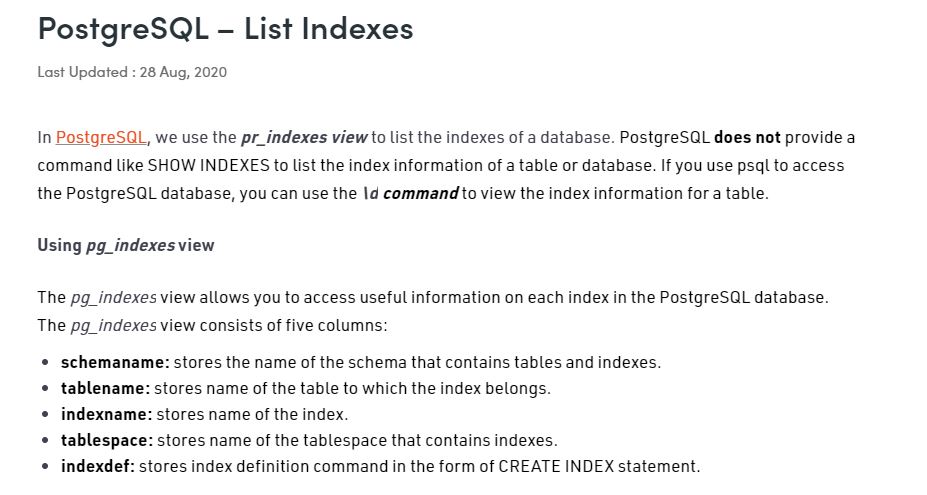 PostgreSQL – List Indexes
Last Updated : 28 Aug, 2020
In PostgreSQL, we use the pr_indexes view to list the indexes of a database. PostgreSQL does not provide a
command like SHOW INDEXES to list the index information of a table or database. If you use psql to access
the PostgreSQL database, you can use the \d command to view the index information for a table.
Using pg_indexes view
The pg_indexes view allows you to access useful information on each index in the PostgreSQL database.
The pg_indexes view consists of five columns:
• schemaname: stores the name of the schema that contains tables and indexes.
• tablename: stores name of the table to which the index belongs.
• indexname: stores name of the index.
• tablespace: stores name of the tablespace that contains indexes.
• indexdef: stores index definition command in the form of CREATE INDEX statement.